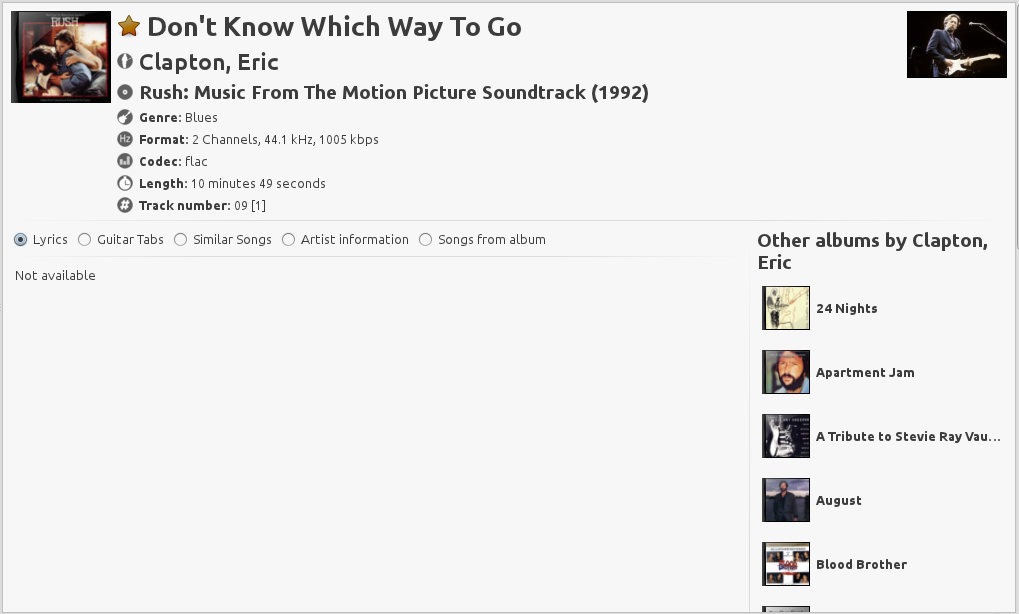 RUSH
Don't Know Which Way To Go
Clapton, Eric
Rush: Music From The Motion Picture Soundtrack (1992)
Genre: Blues
Hz Format: 2 Channels, 44.1 kHz, 1005 kbps
Codec: flac
Length: 10 minutes 49 seconds
# Track number: 09 [1]
Lyrics Guitar Tabs Similar Songs Artist information Songs from album
Not available
Other albums by Clapton,
Eric
24 Nights
Apartment Jam
A Tribute to Stevie Ray Vau...
August
BLOOD
Blood Brother